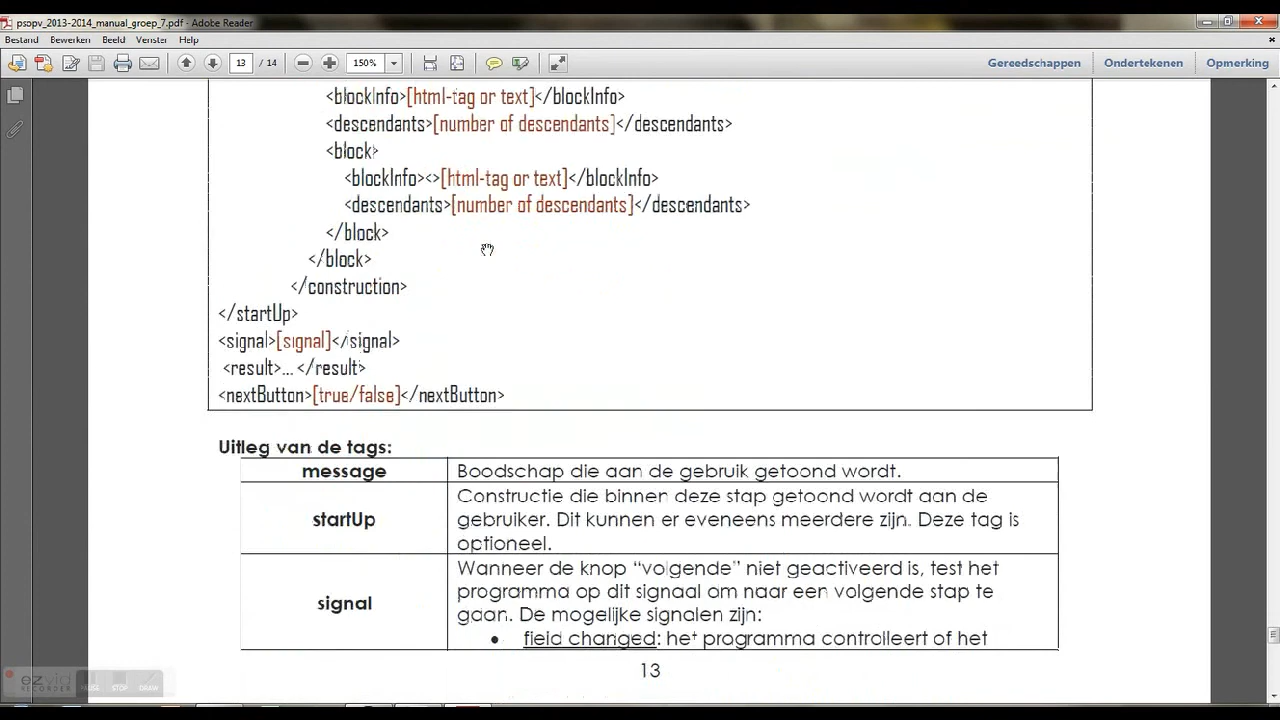 psopv_2013-2014_manual_groep_7.pdf - Adobe Reader
Bestand Bewerken Beeld Venster Help
13 / 14 150% Gereedschappen Ondertekenen Opmerking
<blockInfo>[html-tag or text]</blockInfo>
<descendants>[number of descendants]</descendants>
<block>
<blockInfo><>[html-tag or text]</blockInfo>
<descendants>[number of descendants]</descendants>
</block>
</block>
</construction>
</startUp>
<signal>[signal]</signal>
<result>... </result>
<nextButton>[true/false]</nextButton>
Uitleg van de tags:
message Boodschap die aan de gebruik getoond wordt.
Constructie die binnen deze stap getoond wordt aan de
startUp gebruiker. Dit kunnen er eveneens meerdere zijn. Deze tag is
optioneel.
Wanneer de knop “volgende” niet geactiveerd is, test het
programma op dit signaal om naar een volgende stap te
signal gaan. De mogelijke signalen zijn:
• field changed: het programma controlleert of het
13
ezvid
RECORDER
PAUSE STOP DRAW